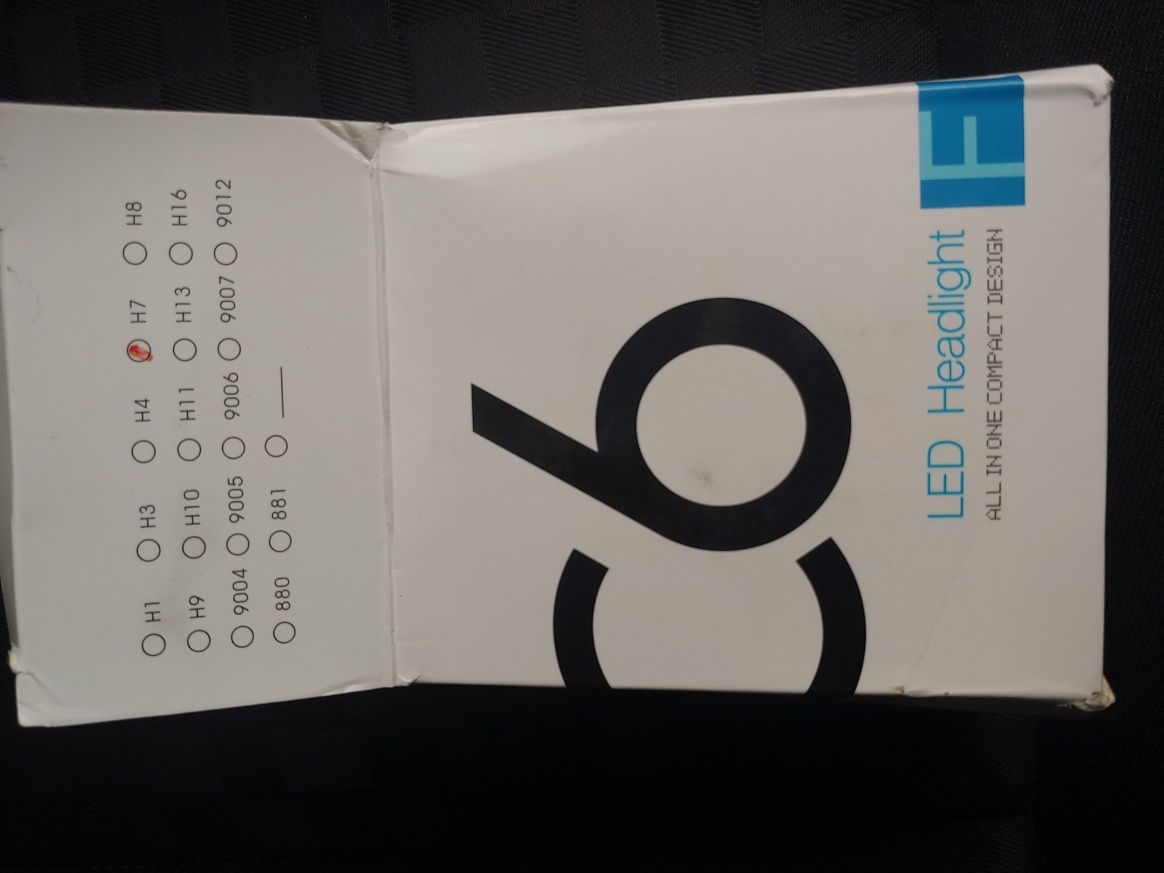 H1 H3 H4 H7 H8
H9 H10 H11 H13 H16
9004 9005 9006 9007 9012
880 881 ____
C6
LED Headlight F
ALL IN ONE COMPACT DESIGN